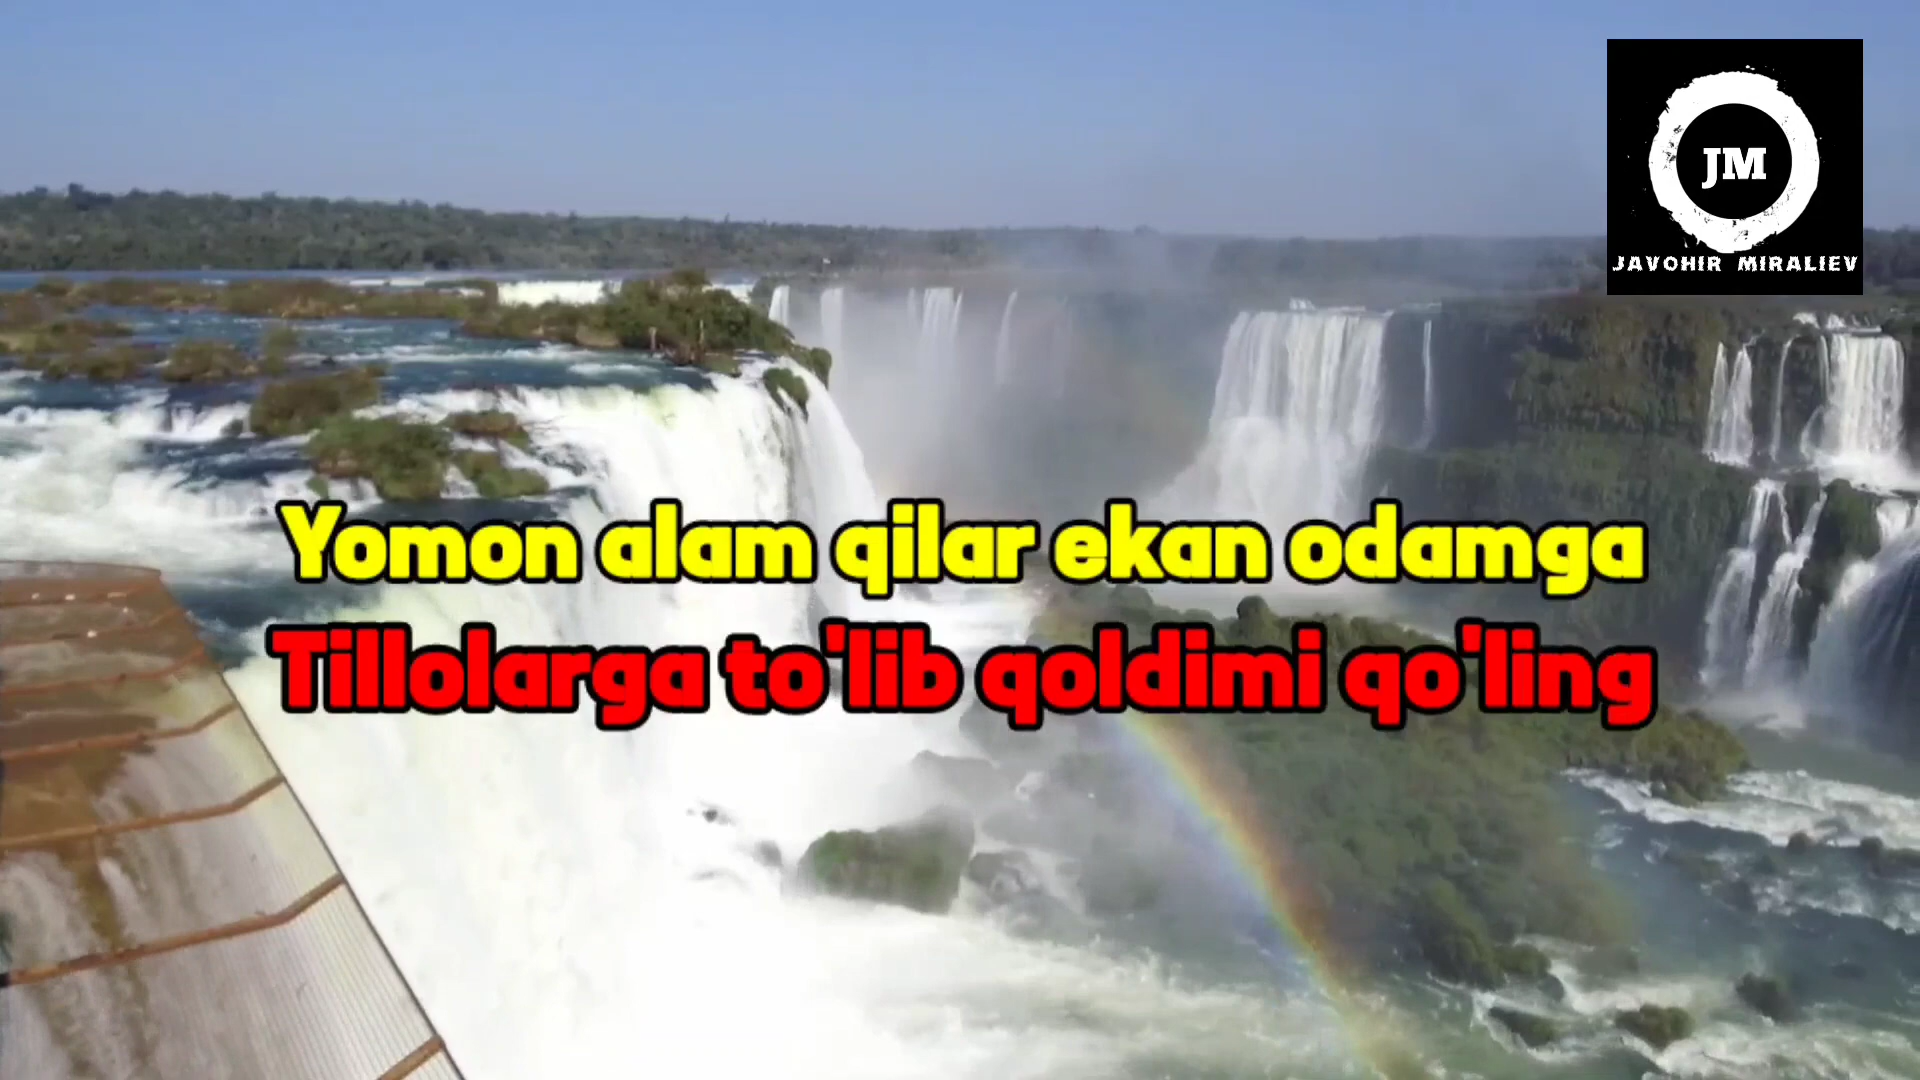 JM
JAVOHIR MIRALIEV
Yomon alam qilar ekan odamga
Tillolarga to'lib qoldimi qo'ling